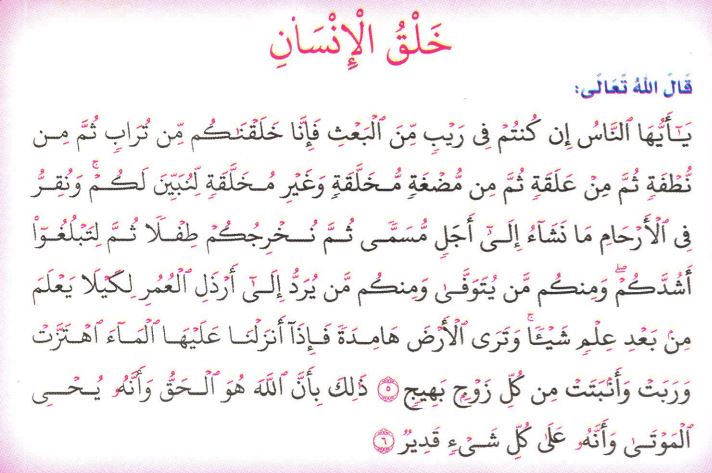 خَلْقُ الْإِنْسَانِ
قَالَ اللهُ تَعَالَى:
يَٰٓأَيُّهَا ٱلنَّاسُ إِن كُنتُمْ فِى رَيْبٍ مِّنَ ٱلْبَعْثِ فَإِنَّا خَلَقْنَٰكُم مِّن تُرَابٍ ثُمَّ مِن
نُّطْفَةٍ ثُمَّ مِنْ عَلَقَةٍ ثُمَّ مِن مُّضْغَةٍ مُّخَلَّقَةٍ وَغَيْرِ مُخَلَّقَةٍ لِّنُبَيِّنَ لَكُمْ ۚ وَنُقِرُّ
فِى ٱلْأَرْحَامِ مَا نَشَآءُ إِلَىٰٓ أَجَلٍ مُّسَمًّى ثُمَّ نُخْرِجُكُمْ طِفْلًا ثُمَّ لِتَبْلُغُوٓا۟
أَشُدَّكُمْ ۖ وَمِنكُم مَّن يُتَوَفَّىٰ وَمِنكُم مَّن يُرَدُّ إِلَىٰٓ أَرْذَلِ ٱلْعُمُرِ لِكَيْلَا يَعْلَمَ
مِنۢ بَعْدِ عِلْمٍ شَيْـًٔا ۚ وَتَرَى ٱلْأَرْضَ هَامِدَةً فَإِذَآ أَنزَلْنَا عَلَيْهَا ٱلْمَآءَ ٱهْتَزَّتْ
وَرَبَتْ وَأَنۢبَتَتْ مِن كُلِّ زَوْجٍۭ بَهِيجٍ ٥ ذَٰلِكَ بِأَنَّ ٱللَّهَ هُوَ ٱلْحَقُّ وَأَنَّهُۥ يُحْىِ
ٱلْمَوْتَىٰ وَأَنَّهُۥ عَلَىٰ كُلِّ شَىْءٍ قَدِيرٌ ٦